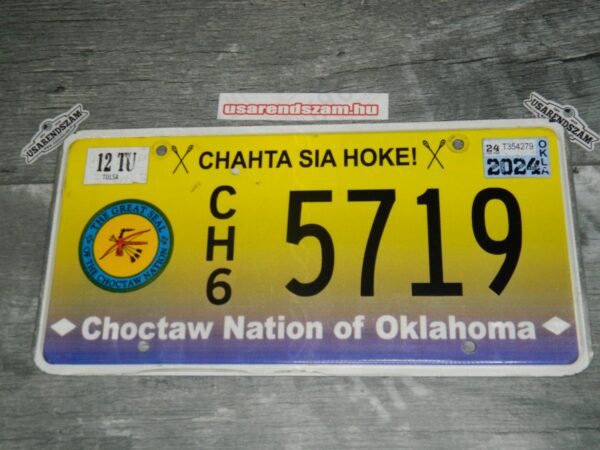 usarendszam.hu
USARENDSZAM
USARENDSZAM
12 TU
TULSA
CHAHTA SIA HOKE!
24 T354279
2024
OKLA
THE GREAT SEAL
OF THE CHOCTAW NATION
CH6 5719
Choctaw Nation of Oklahoma